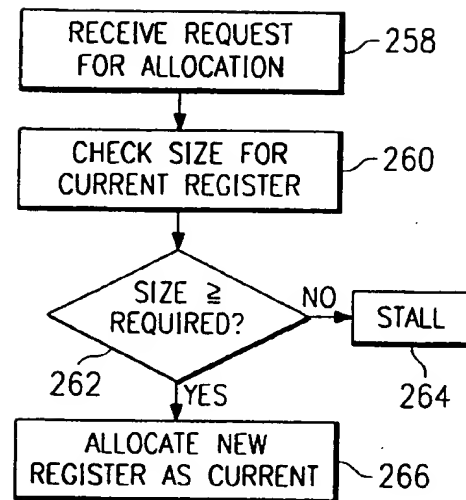 RECEIVE REQUEST
FOR ALLOCATION
258
CHECK SIZE FOR
CURRENT REGISTER
260
SIZE ≧
REQUIRED?
NO
STALL
262
264
YES
ALLOCATE NEW
REGISTER AS CURRENT
266